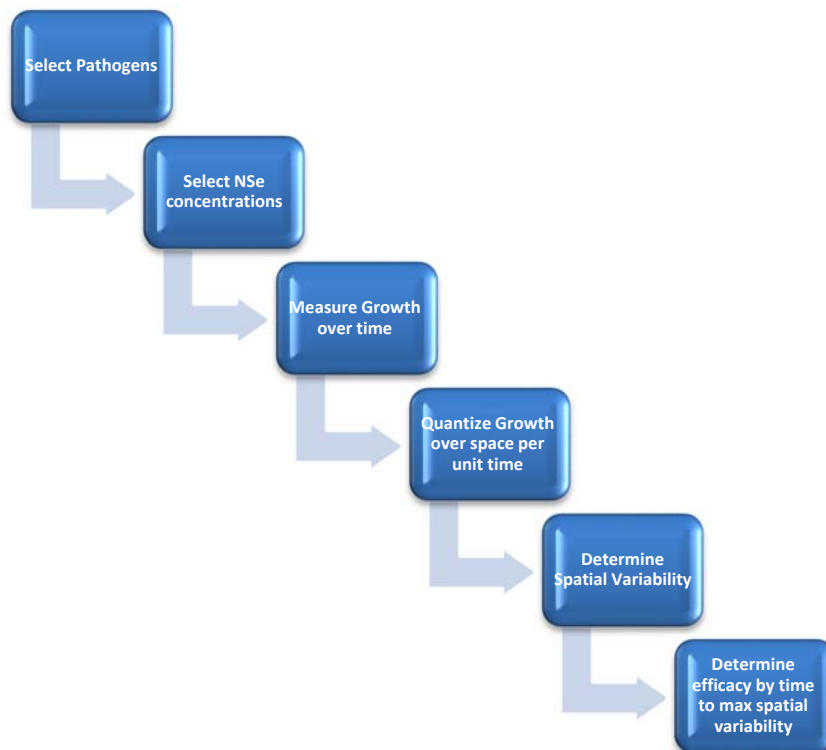 Select Pathogens
Select NSe
concentrations
Measure Growth
over time
Quantize Growth
over space per
unit time
Determine
Spatial Variability
Determine
efficacy by time
to max spatial
variability